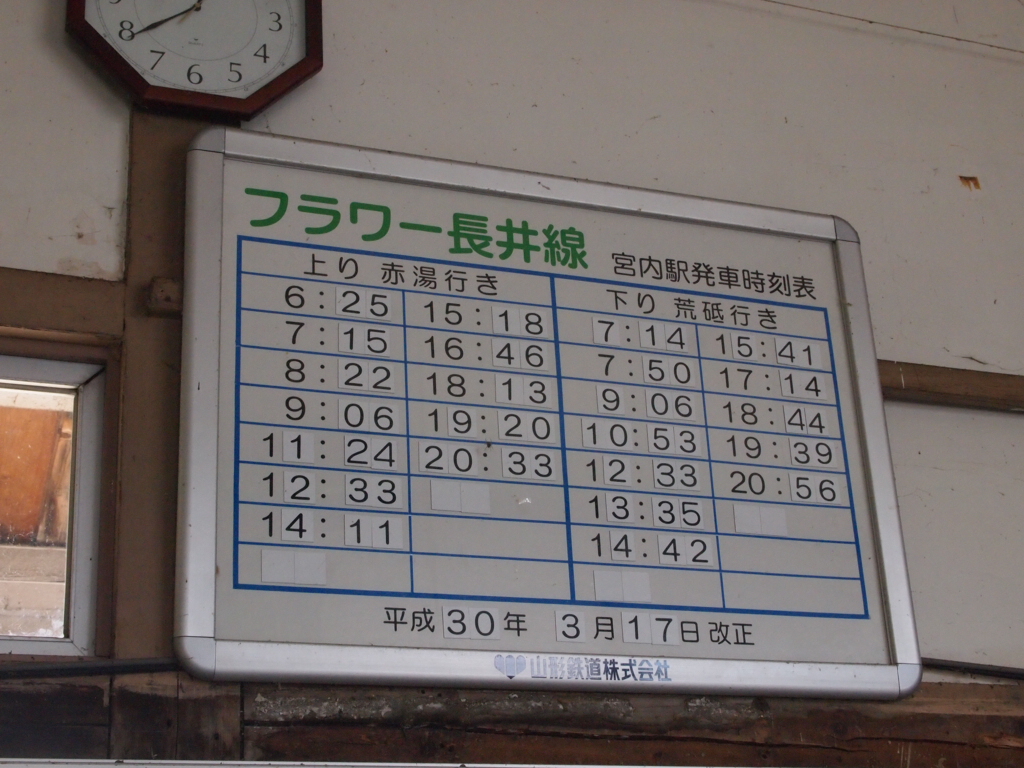 8 7 6 5 4 3
フラワー長井線 宮内駅発車時刻表
上り 赤湯行き 下り 荒砥行き
6:25 15:18 7:14 15:41
7:15 16:46 7:50 17:14
8:22 18:13 9:06 18:44
9:06 19:20 10:53 19:39
11:24 20:33 12:33 20:56
12:33 13:35
14:11 14:42
平成30年 3月17日改正
山形鉄道株式会社